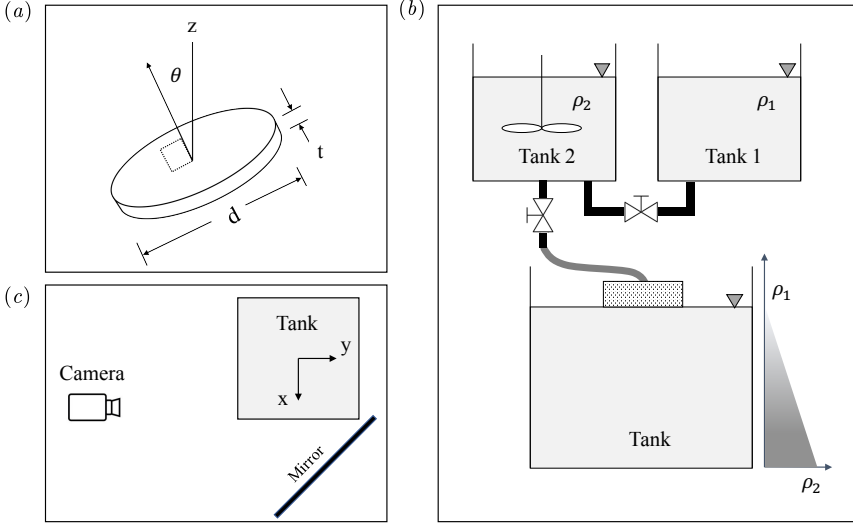 (a)
z
θ
t
d
(b)
ρ₂
ρ₁
Tank 2
Tank 1
ρ₁
Tank
ρ₂
(c)
Tank
y
x
Camera
Mirror